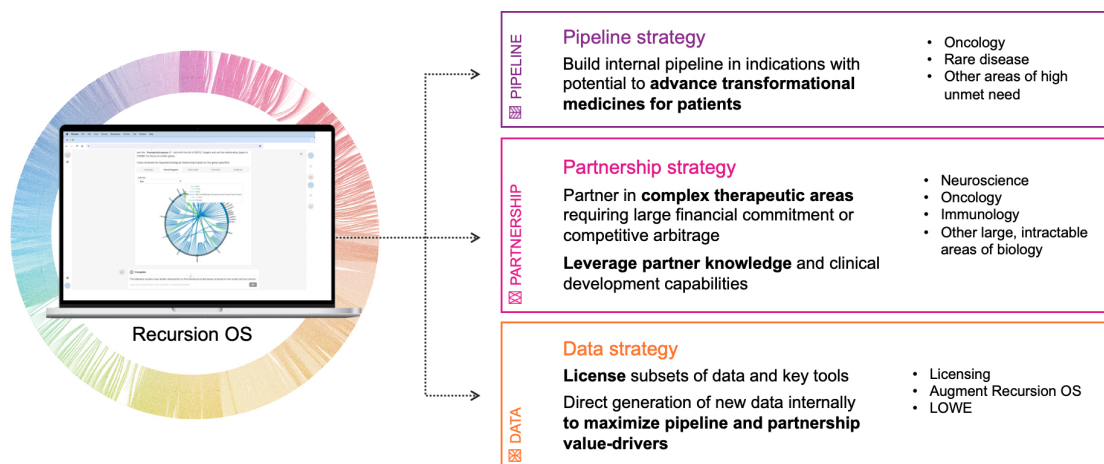 Recursion OS
PIPELINE
Pipeline strategy
Build internal pipeline in indications with
potential to advance transformational
medicines for patients
• Oncology
• Rare disease
• Other areas of high
unmet need
PARTNERSHIP
Partnership strategy
Partner in complex therapeutic areas
requiring large financial commitment or
competitive arbitrage
Leverage partner knowledge and clinical
development capabilities
• Neuroscience
• Oncology
• Immunology
• Other large, intractable
areas of biology
DATA
Data strategy
License subsets of data and key tools
Direct generation of new data internally
to maximize pipeline and partnership
value-drivers
• Licensing
• Augment Recursion OS
• LOWE